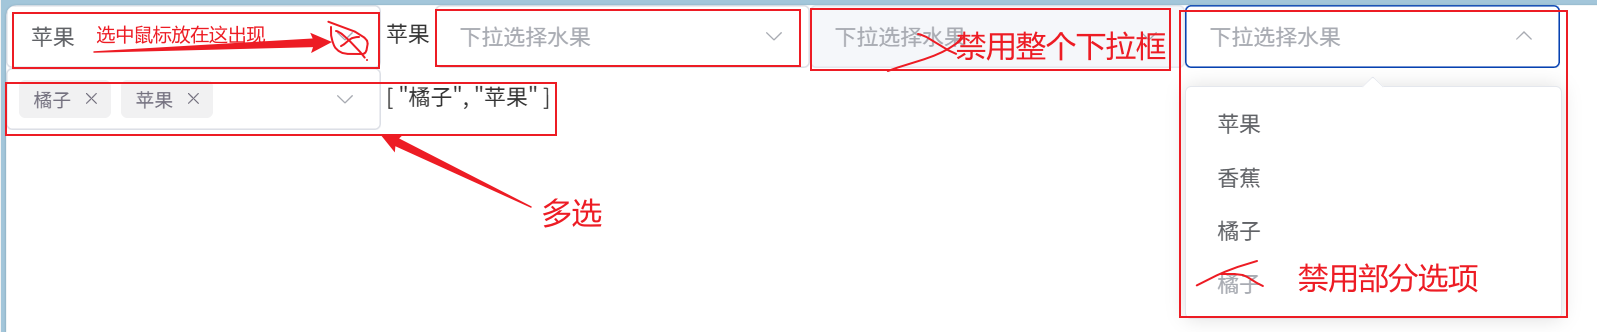 苹果 选中鼠标放在这出现 苹果 下拉选择水果 下拉选择水果 禁用整个下拉框 下拉选择水果
橘子 苹果 [ "橘子", "苹果" ]
苹果
香蕉
多选
橘子
橘子 禁用部分选项